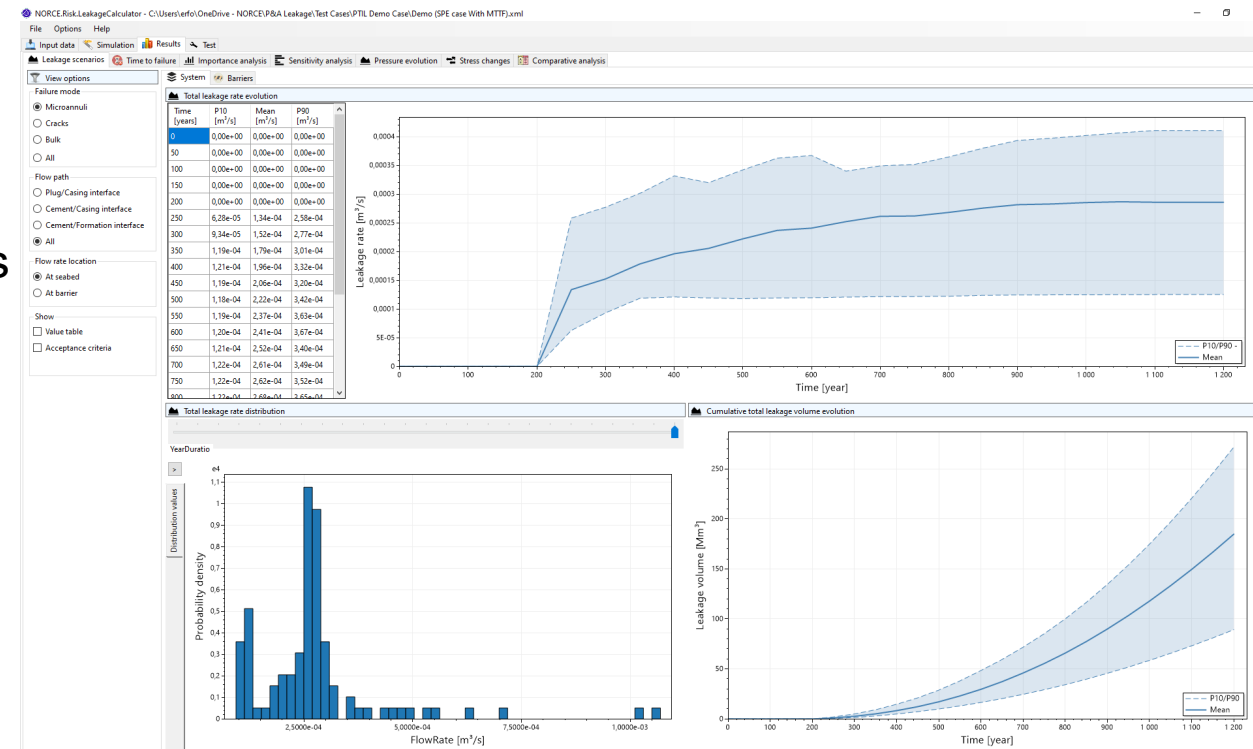 NORCE.Risk.LeakageCalculator - C:\Users\erfo\OneDrive - NORCE\P&A Leakage\Test Cases\PTIL Demo Case\Demo (SPE case With MTTF).xml
File Options Help
Input data Simulation Results Test
Leakage scenarios Time to failure Importance analysis Sensitivity analysis Pressure evolution Stress changes Comparative analysis
View options
Failure mode
Microannuli
Cracks
Bulk
All
Flow path
Plug/Casing interface
Cement/Casing interface
Cement/Formation interface
All
Flow rate location
At seabed
At barrier
Show
Value table
Acceptance criteria
s
System Barriers
Total leakage rate evolution
Time [years] P10 [m³/s] Mean [m³/s] P90 [m³/s]
0 0,00e+00 0,00e+00 0,00e+00
50 0,00e+00 0,00e+00 0,00e+00
100 0,00e+00 0,00e+00 0,00e+00
150 0,00e+00 0,00e+00 0,00e+00
200 0,00e+00 0,00e+00 0,00e+00
250 6,28e-05 1,34e-04 2,58e-04
300 9,34e-05 1,52e-04 2,77e-04
350 1,19e-04 1,79e-04 3,01e-04
400 1,21e-04 1,96e-04 3,32e-04
450 1,19e-04 2,06e-04 3,20e-04
500 1,18e-04 2,22e-04 3,42e-04
550 1,19e-04 2,37e-04 3,63e-04
600 1,20e-04 2,41e-04 3,67e-04
650 1,21e-04 2,52e-04 3,40e-04
700 1,22e-04 2,61e-04 3,49e-04
750 1,22e-04 2,62e-04 3,52e-04
800 1,22e-04 2,68e-04 3,65e-04
Leakage rate [m³/s]
0,0004
0,00035
0,0003
0,00025
0,0002
0,00015
0,0001
5E-05
0
0 100 200 300 400 500 600 700 800 900 1 000 1 100 1 200
Time [year]
P10/P90 -
Mean
Total leakage rate distribution
YearDuratio
>
Distribution values
e4
Probability density
1,1
1
0,9
0,8
0,7
0,6
0,5
0,4
0,3
0,2
0,1
0
2,5000e-04 5,0000e-04 7,5000e-04 1,0000e-03
FlowRate [m³/s]
Cumulative total leakage volume evolution
Leakage volume [Mm³]
250
200
150
100
50
0
0 100 200 300 400 500 600 700 800 900 1 000 1 100 1 200
Time [year]
P10/P90
Mean